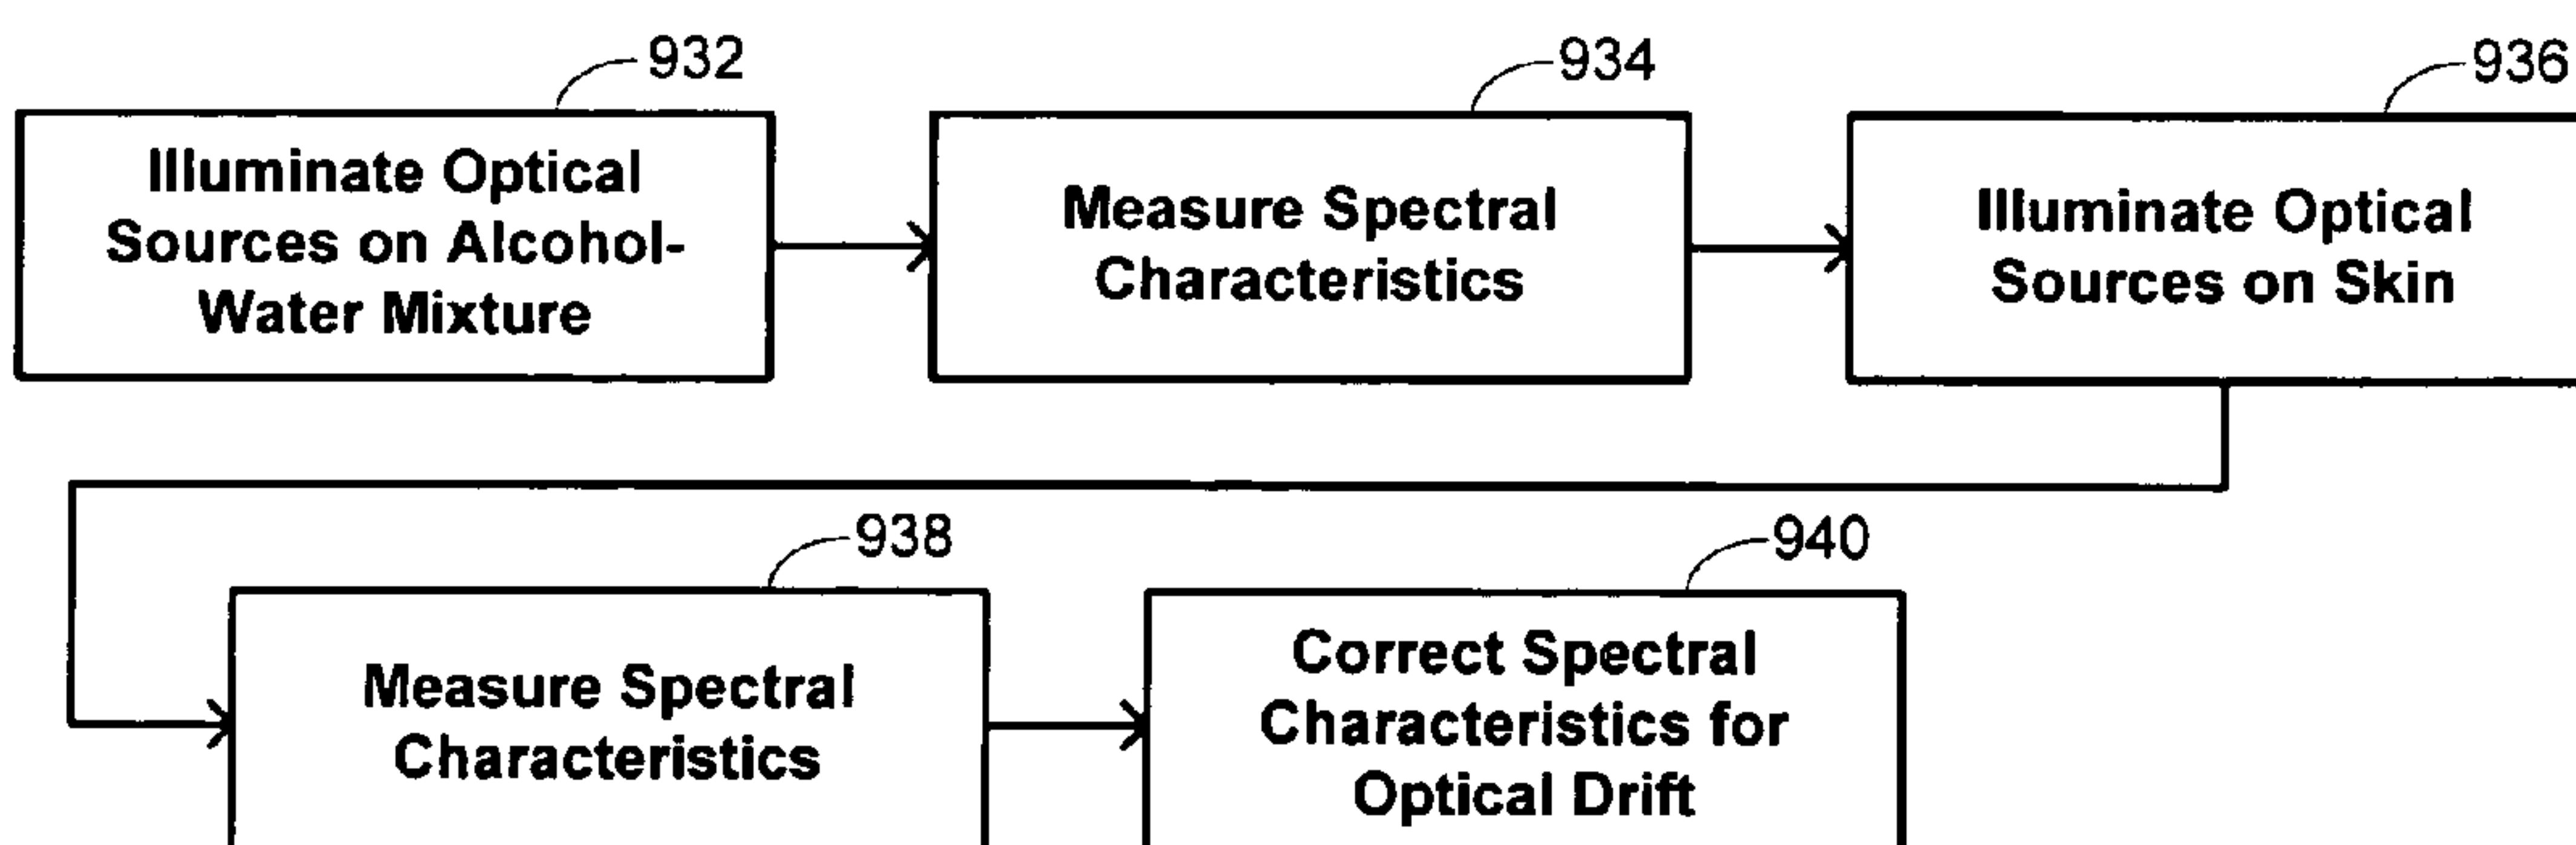 932
Illuminate Optical
Sources on Alcohol-
Water Mixture
934
Measure Spectral
Characteristics
936
Illuminate Optical
Sources on Skin
938
Measure Spectral
Characteristics
940
Correct Spectral
Characteristics for
Optical Drift